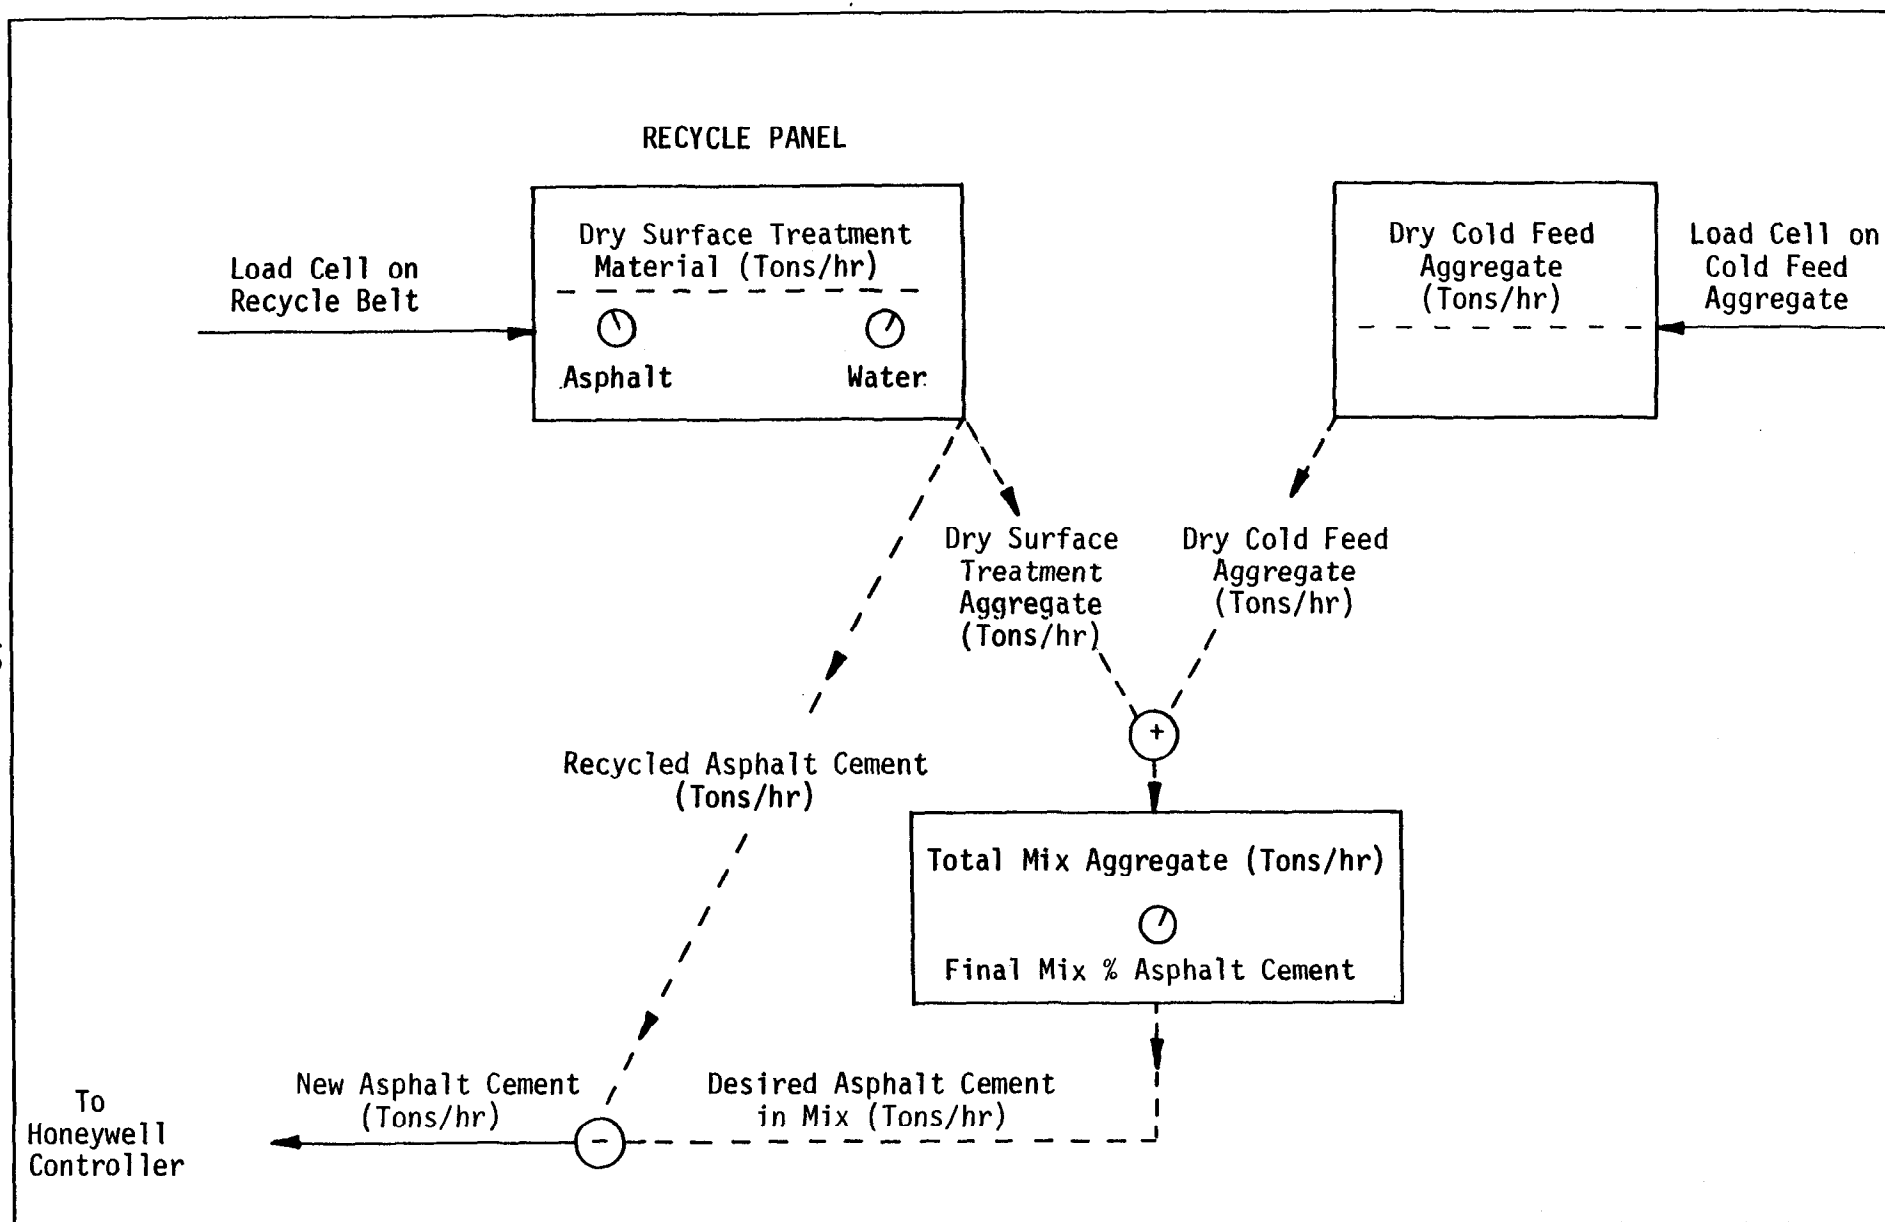 RECYCLE PANEL
Dry Surface Treatment
Material (Tons/hr)
Asphalt
Water
Load Cell on
Recycle Belt
Dry Cold Feed
Aggregate
(Tons/hr)
Load Cell on
Cold Feed
Aggregate
Dry Surface
Treatment
Aggregate
(Tons/hr)
Dry Cold Feed
Aggregate
(Tons/hr)
+
Recycled Asphalt Cement
(Tons/hr)
Total Mix Aggregate (Tons/hr)
Final Mix % Asphalt Cement
Desired Asphalt Cement
in Mix (Tons/hr)
-
New Asphalt Cement
(Tons/hr)
To
Honeywell
Controller